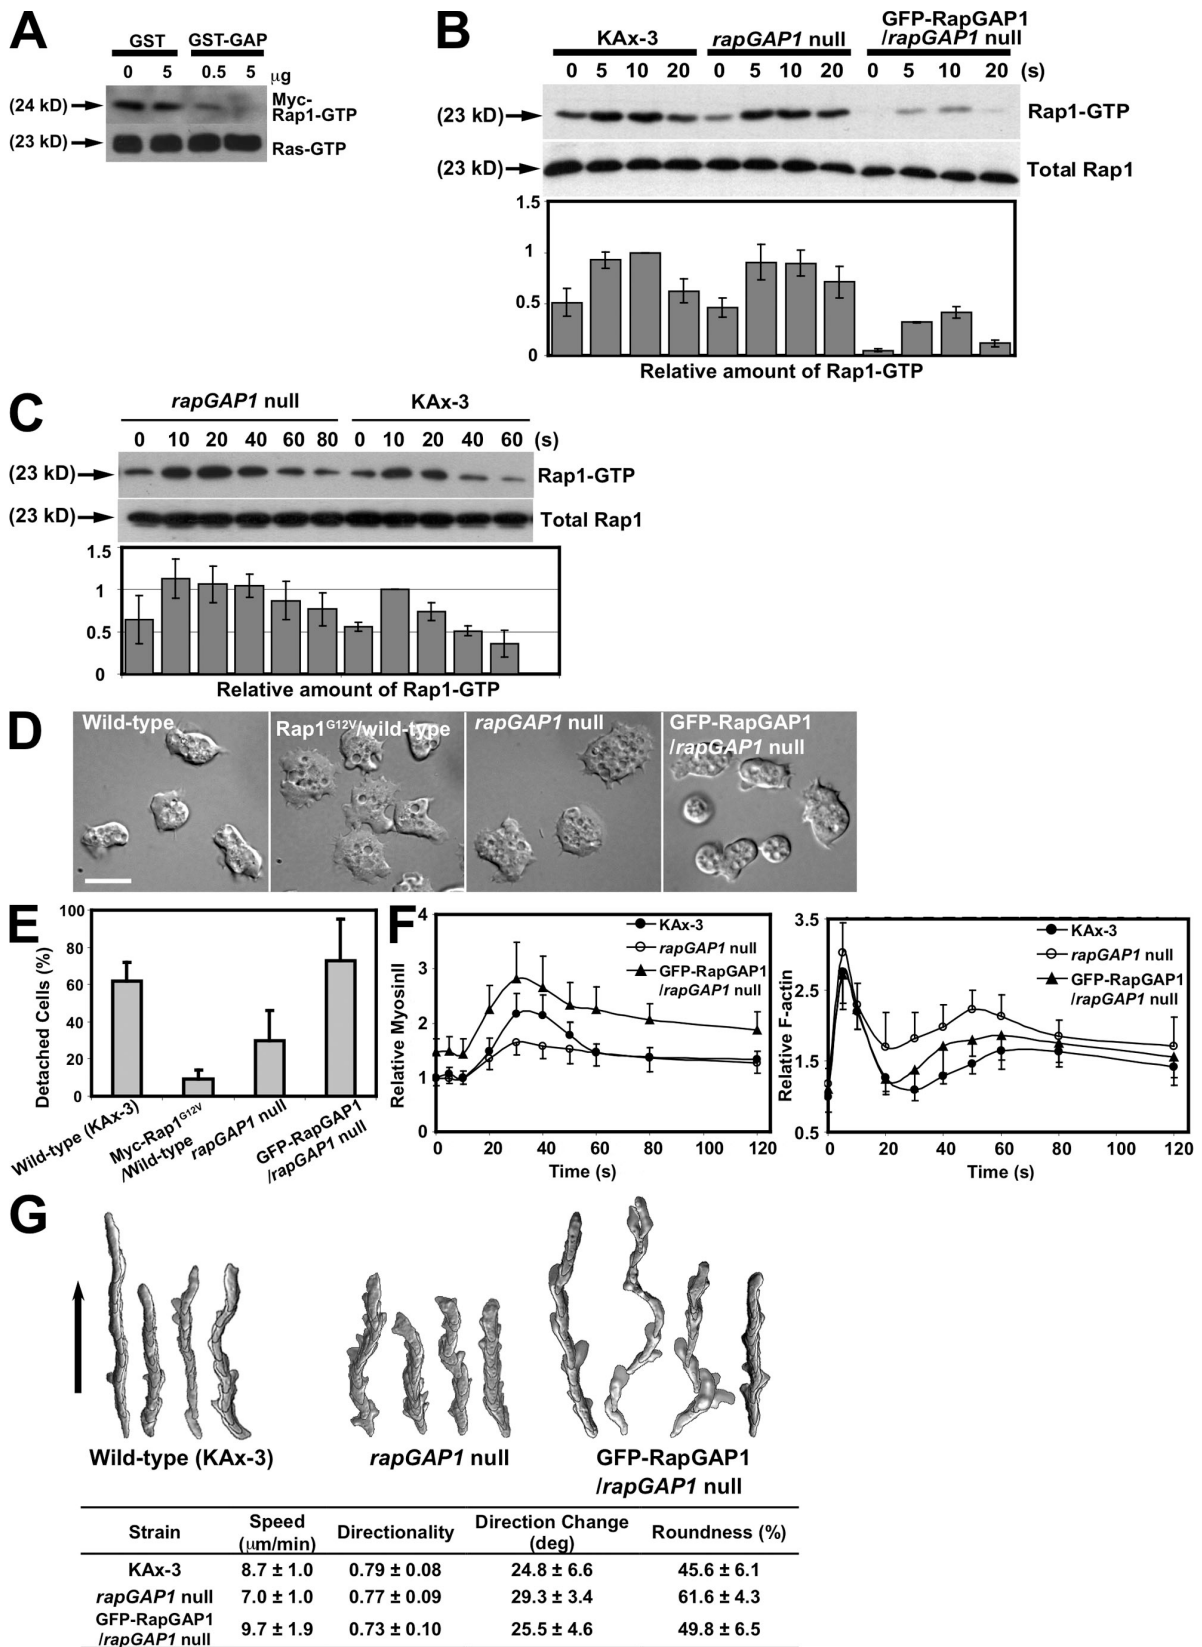 A
GST GST-GAP
0 5 0.5 5 μg
(24 kD) Myc-Rap1-GTP
(23 kD) Ras-GTP
B
KAx-3 rapGAP1 null GFP-RapGAP1 /rapGAP1 null
0 5 10 20 0 5 10 20 0 5 10 20 (s)
(23 kD) Rap1-GTP
(23 kD) Total Rap1
1.5
1
0.5
0
Relative amount of Rap1-GTP
C
rapGAP1 null KAx-3
0 10 20 40 60 80 0 10 20 40 60 (s)
(23 kD) Rap1-GTP
(23 kD) Total Rap1
1.5
1
0.5
0
Relative amount of Rap1-GTP
D
Wild-type
Rap1G12V/wild-type
rapGAP1 null
GFP-RapGAP1
/rapGAP1 null
E
Detached Cells (%)
100
80
60
40
20
0
Wild-type (KAx-3)
Myc-Rap1G12V
/Wild-type
rapGAP1 null
GFP-RapGAP1
/rapGAP1 null
F
Relative MyosinII
4
3
2
1
0
KAx-3
rapGAP1 null
GFP-RapGAP1
/rapGAP1 null
0 20 40 60 80 100 120
Time (s)
Relative F-actin
3.5
2.5
1.5
0.5
KAx-3
rapGAP1 null
GFP-RapGAP1
/rapGAP1 null
0 20 40 60 80 100 120
Time (s)
G
Wild-type (KAx-3)
rapGAP1 null
GFP-RapGAP1
/rapGAP1 null
Strain Speed (μm/min) Directionality Direction Change (deg) Roundness (%)
KAx-3 8.7 ± 1.0 0.79 ± 0.08 24.8 ± 6.6 45.6 ± 6.1
rapGAP1 null 7.0 ± 1.0 0.77 ± 0.09 29.3 ± 3.4 61.6 ± 4.3
GFP-RapGAP1 /rapGAP1 null 9.7 ± 1.9 0.73 ± 0.10 25.5 ± 4.6 49.8 ± 6.5